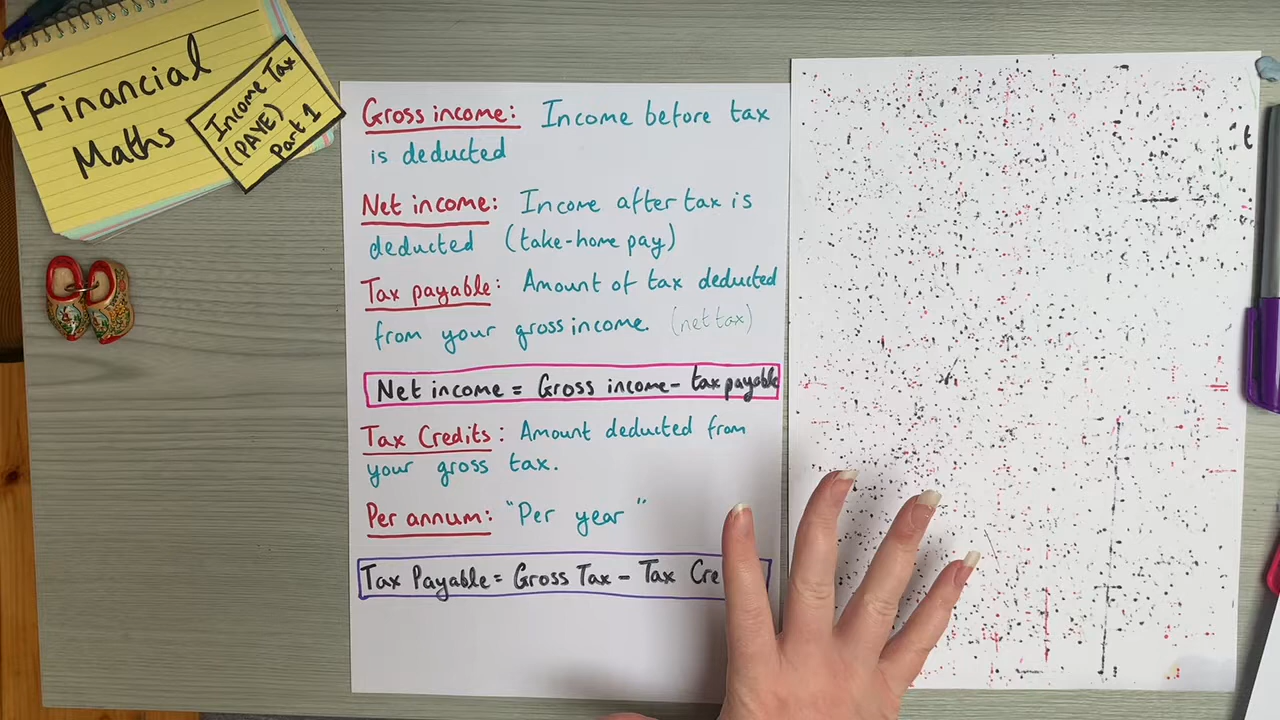 Financial
Maths
Income Tax
(PAYE)
Part 1
Gross income: Income before tax
is deducted
Net income: Income after tax is
deducted (take-home pay)
Tax payable: Amount of tax deducted
from your gross income. (net tax)
Net income = Gross income - tax payable
Tax Credits: Amount deducted from
your gross tax.
Per annum: "Per year"
Tax Payable = Gross Tax - Tax